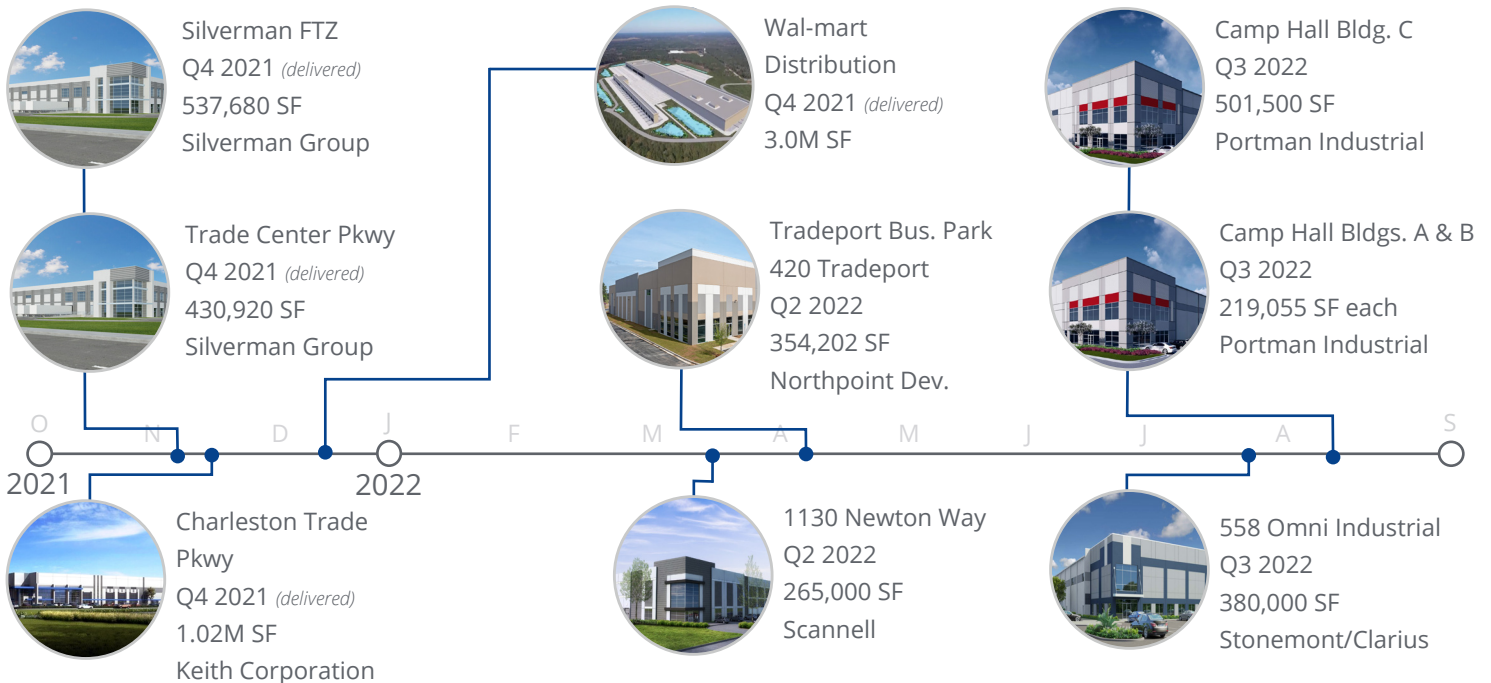 Silverman FTZ
Q4 2021 (delivered)
537,680 SF
Silverman Group
Trade Center Pkwy
Q4 2021 (delivered)
430,920 SF
Silverman Group
Wal-mart
Distribution
Q4 2021 (delivered)
3.0M SF
Tradeport Bus. Park
420 Tradeport
Q2 2022
354,202 SF
Northpoint Dev.
Camp Hall Bldg. C
Q3 2022
501,500 SF
Portman Industrial
Camp Hall Bldgs. A & B
Q3 2022
219,055 SF each
Portman Industrial
O N D J F M A M J J A S
2021 2022
Charleston Trade
Pkwy
Q4 2021 (delivered)
1.02M SF
Keith Corporation
1130 Newton Way
Q2 2022
265,000 SF
Scannell
558 Omni Industrial
Q3 2022
380,000 SF
Stonemont/Clarius